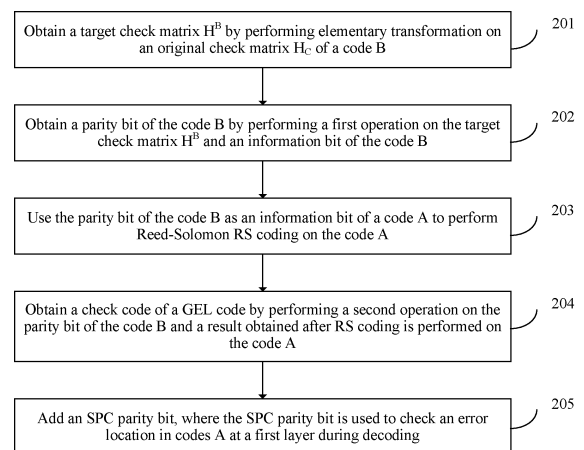 Obtain a target check matrix H^B by performing elementary transformation on
an original check matrix H_C of a code B
201
Obtain a parity bit of the code B by performing a first operation on the target
check matrix H^B and an information bit of the code B
202
Use the parity bit of the code B as an information bit of a code A to perform
Reed-Solomon RS coding on the code A
203
Obtain a check code of a GEL code by performing a second operation on the
parity bit of the code B and a result obtained after RS coding is performed on
the code A
204
Add an SPC parity bit, where the SPC parity bit is used to check an error
location in codes A at a first layer during decoding
205